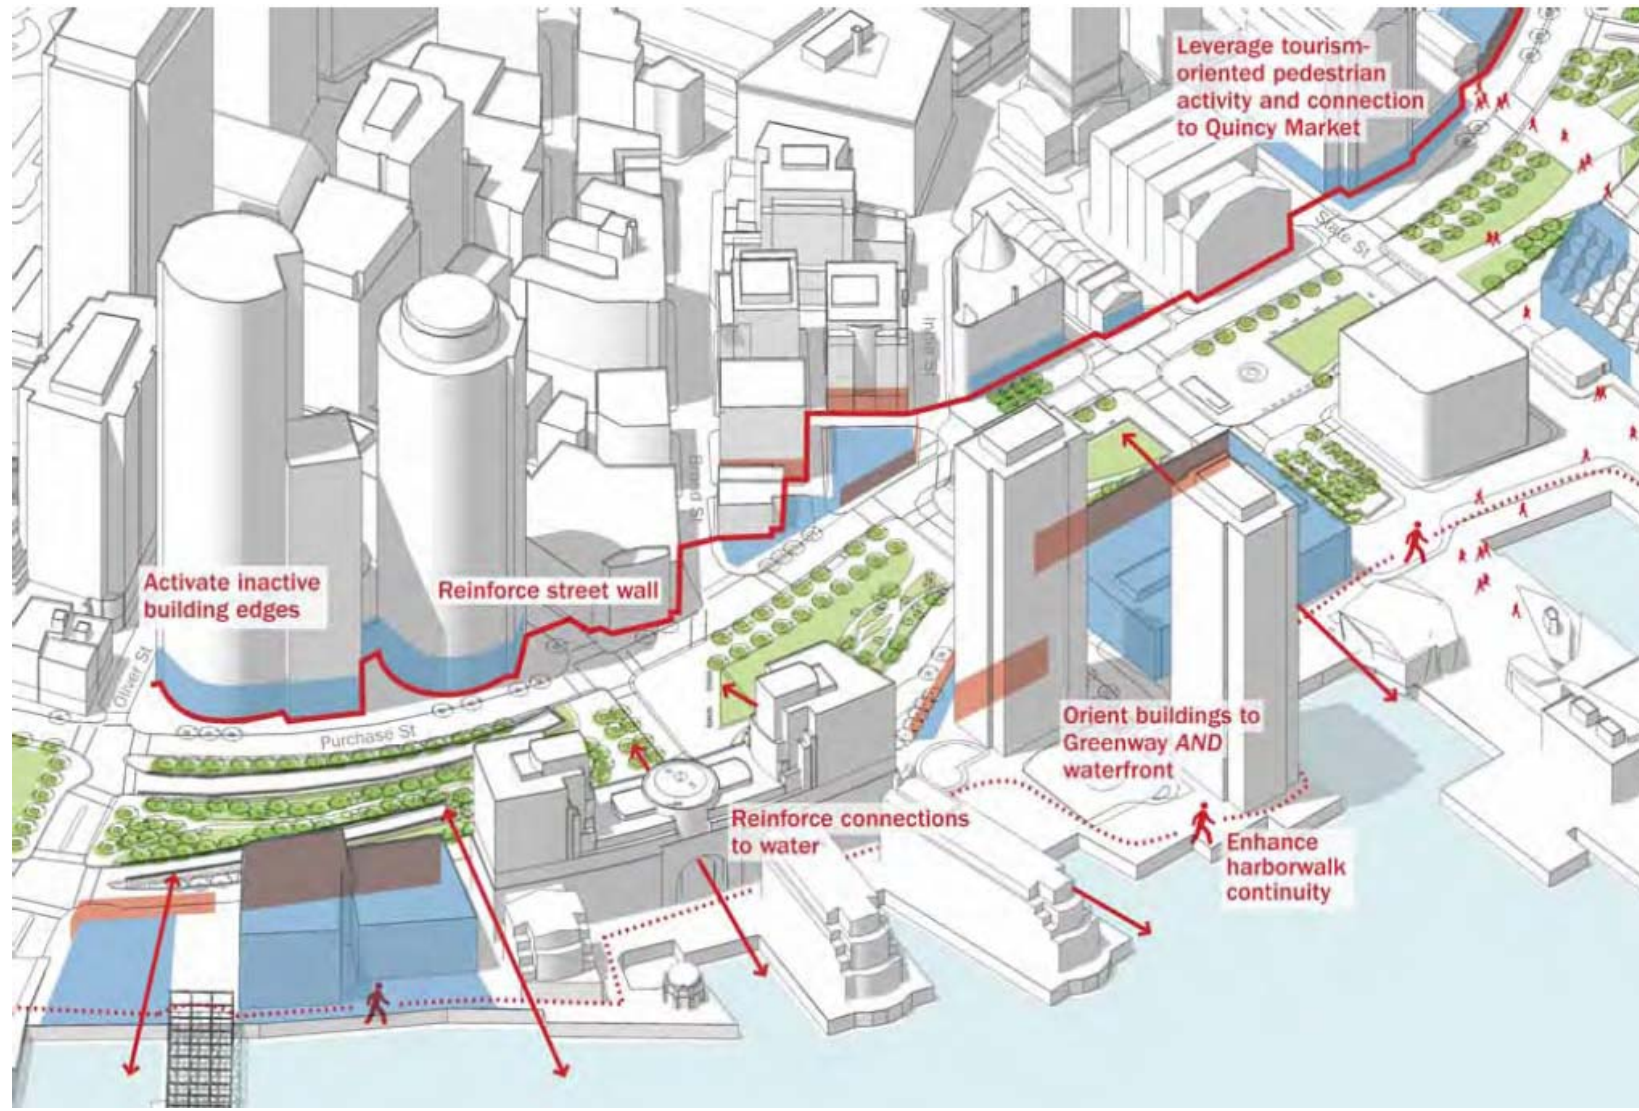 Leverage tourism-
oriented pedestrian
activity and connection
to Quincy Market
State St
India St
Broad St
Activate inactive
building edges
Reinforce street wall
Oliver St
Purchase St
Orient buildings to
Greenway AND
waterfront
Reinforce connections
to water
Enhance
harborwalk
continuity